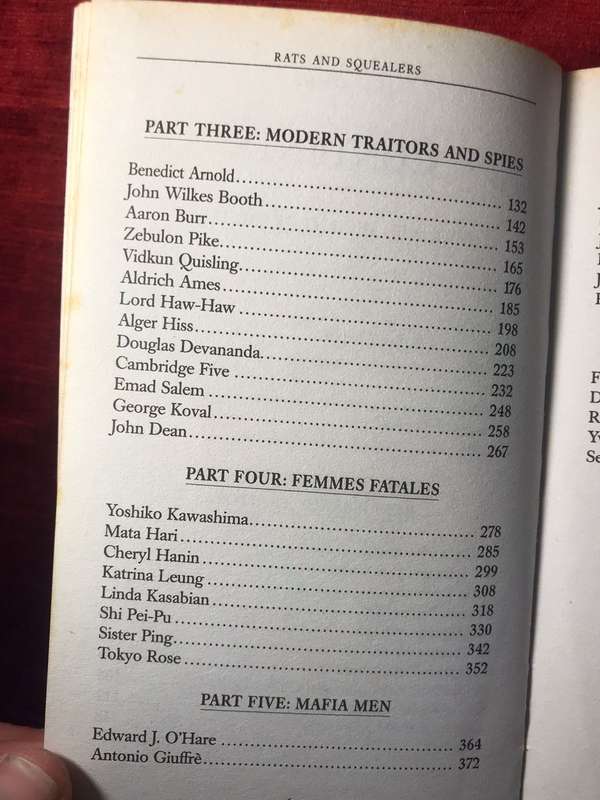 RATS AND SQUEALERS
PART THREE: MODERN TRAITORS AND SPIES
Benedict Arnold........................................ 132
John Wilkes Booth................................... 142
Aaron Burr............................................... 153
Zebulon Pike............................................ 165
Vidkun Quisling....................................... 176
Aldrich Ames........................................... 185
Lord Haw-Haw ........................................ 198
Alger Hiss................................................ 208
Douglas Devananda................................. 223
Cambridge Five ....................................... 232
Emad Salem ............................................ 248
George Koval........................................... 258
John Dean................................................ 267
PART FOUR: FEMMES FATALES
Yoshiko Kawashima................................. 278
Mata Hari ................................................ 285
Cheryl Hanin ........................................... 299
Katrina Leung .......................................... 308
Linda Kasabian ........................................ 318
Shi Pei-Pu ................................................ 330
Sister Ping................................................ 342
Tokyo Rose .............................................. 352
PART FIVE: MAFIA MEN
Edward J. O'Hare ..................................... 364
Antonio Giuffrè........................................ 372